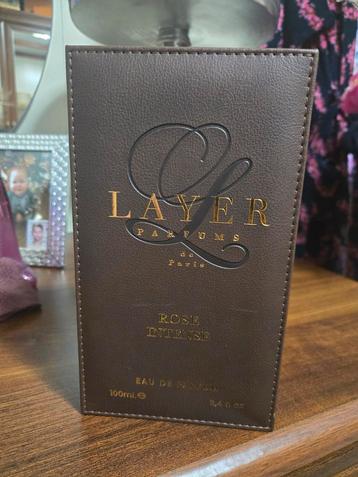 L
LAYER
PARFUMS
de
Paris
ROSE
INTENSE
EAU DE PARFUM
100ml.℮ 3,4 fl oz